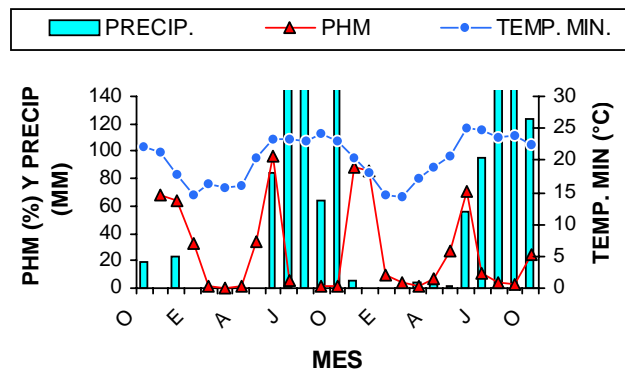 PRECIP. PHM TEMP. MIN.
PHM (%) Y PRECIP
(MM)
140
120
100
80
60
40
20
0
30
25
20
15
10
5
0
TEMP. MIN (°C)
O E A J O E A J O
MES